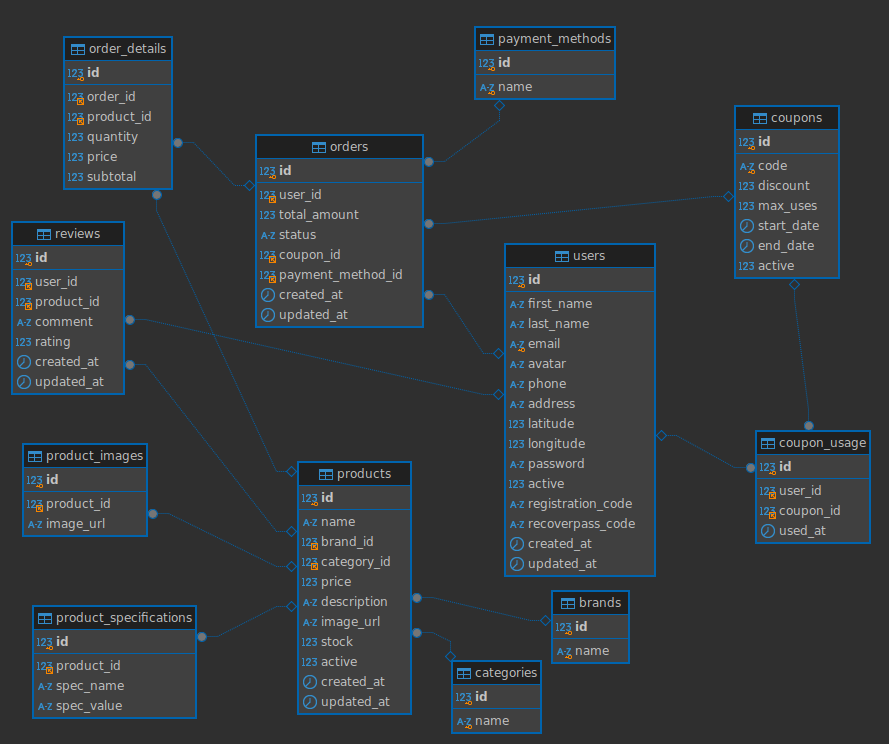 order_details
123 id
123 order_id
123 product_id
123 quantity
123 price
123 subtotal
payment_methods
123 id
A-Z name
orders
123 id
123 user_id
123 total_amount
A-Z status
123 coupon_id
123 payment_method_id
created_at
updated_at
coupons
123 id
A-Z code
123 discount
123 max_uses
start_date
end_date
123 active
reviews
123 id
123 user_id
123 product_id
A-Z comment
123 rating
created_at
updated_at
users
123 id
A-Z first_name
A-Z last_name
A-Z email
A-Z avatar
A-Z phone
A-Z address
123 latitude
123 longitude
A-Z password
123 active
A-Z registration_code
A-Z recoverpass_code
created_at
updated_at
coupon_usage
123 id
123 user_id
123 coupon_id
used_at
product_images
123 id
123 product_id
A-Z image_url
products
123 id
A-Z name
123 brand_id
123 category_id
123 price
A-Z description
A-Z image_url
123 stock
123 active
created_at
updated_at
product_specifications
123 id
123 product_id
A-Z spec_name
A-Z spec_value
brands
123 id
A-Z name
categories
123 id
A-Z name